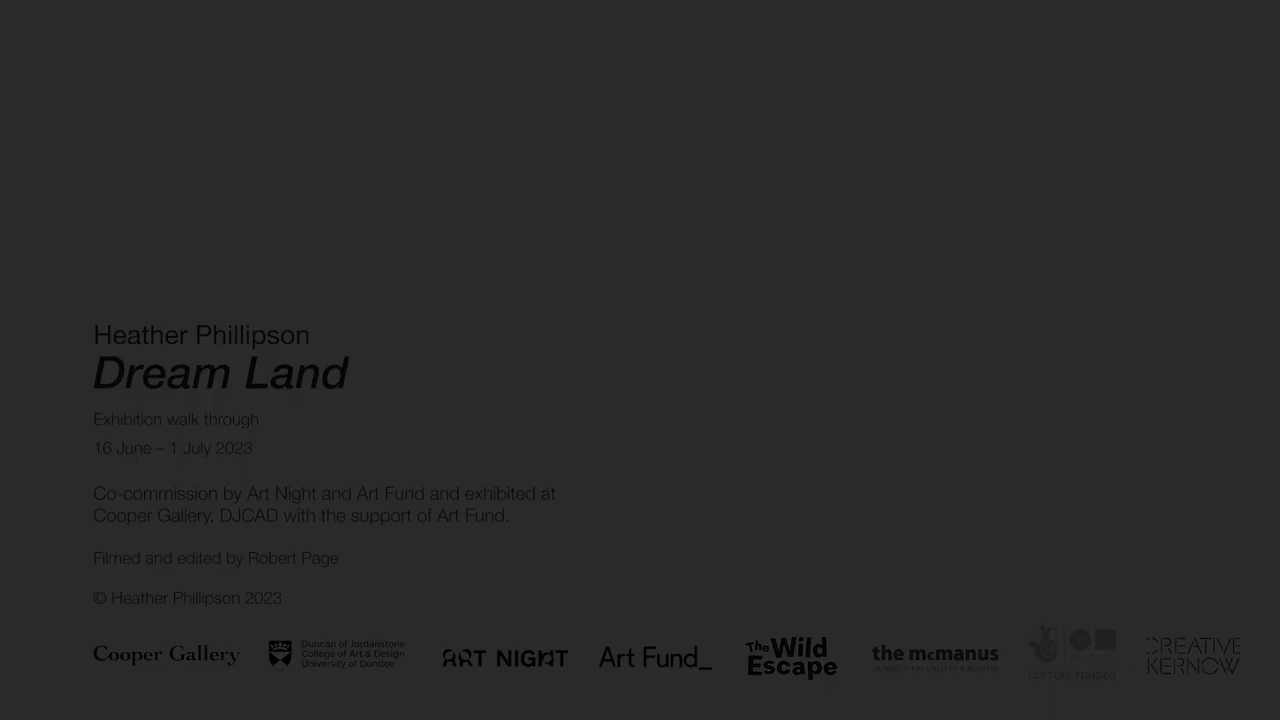 Heather Phillipson
Dream Land
Exhibition walk through
16 June – 1 July 2023
Co-commission by Art Night and Art Fund and exhibited at
Cooper Gallery, DJCAD with the support of Art Fund.
Filmed and edited by Robert Page
© Heather Phillipson 2023
Cooper Gallery
Duncan of Jordanstone
College of Art & Design
University of Dundee
ART NIGHT
Art Fund_
The Wild
Escape
the mcmanus
LOTTERY FUNDED
CREATIVE
KERNOW